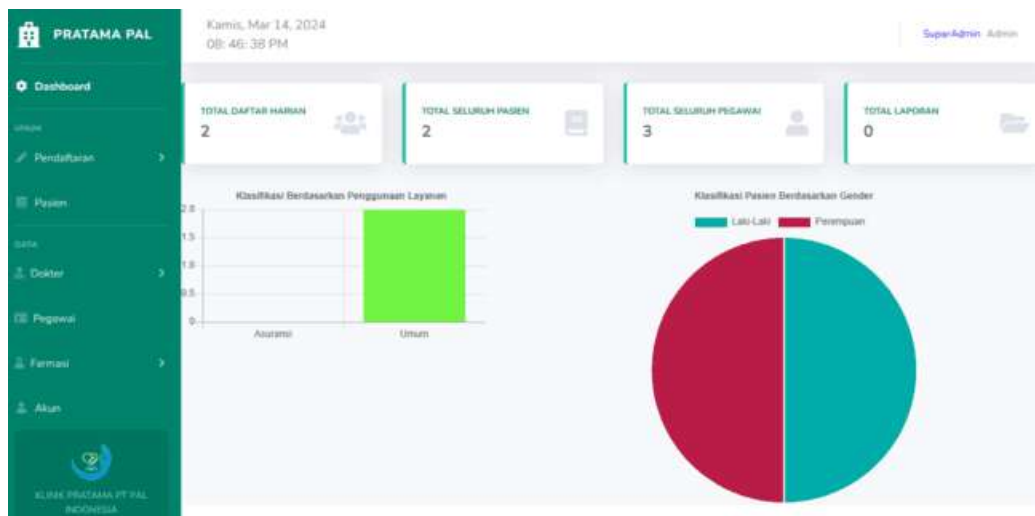 PRATAMA PAL
Kamis, Mar 14, 2024
08: 46: 38 PM
SuperAdmin Admin
Dashboard
UMUM
Pendaftaran
Pasien
DATA
Dokter
Pegawai
Farmasi
Akun
KLINIK PRATAMA PT PAL
INDONESIA
TOTAL DAFTAR HARIAN
2
TOTAL SELURUH PASIEN
2
TOTAL SELURUH PEGAWAI
3
TOTAL LAPORAN
0
Klasifikasi Berdasarkan Penggunaan Layanan
2.0
1.5
1.0
0.5
0
Asuransi
Umum
Klasifikasi Pasien Berdasarkan Gender
Laki-Laki
Perempuan